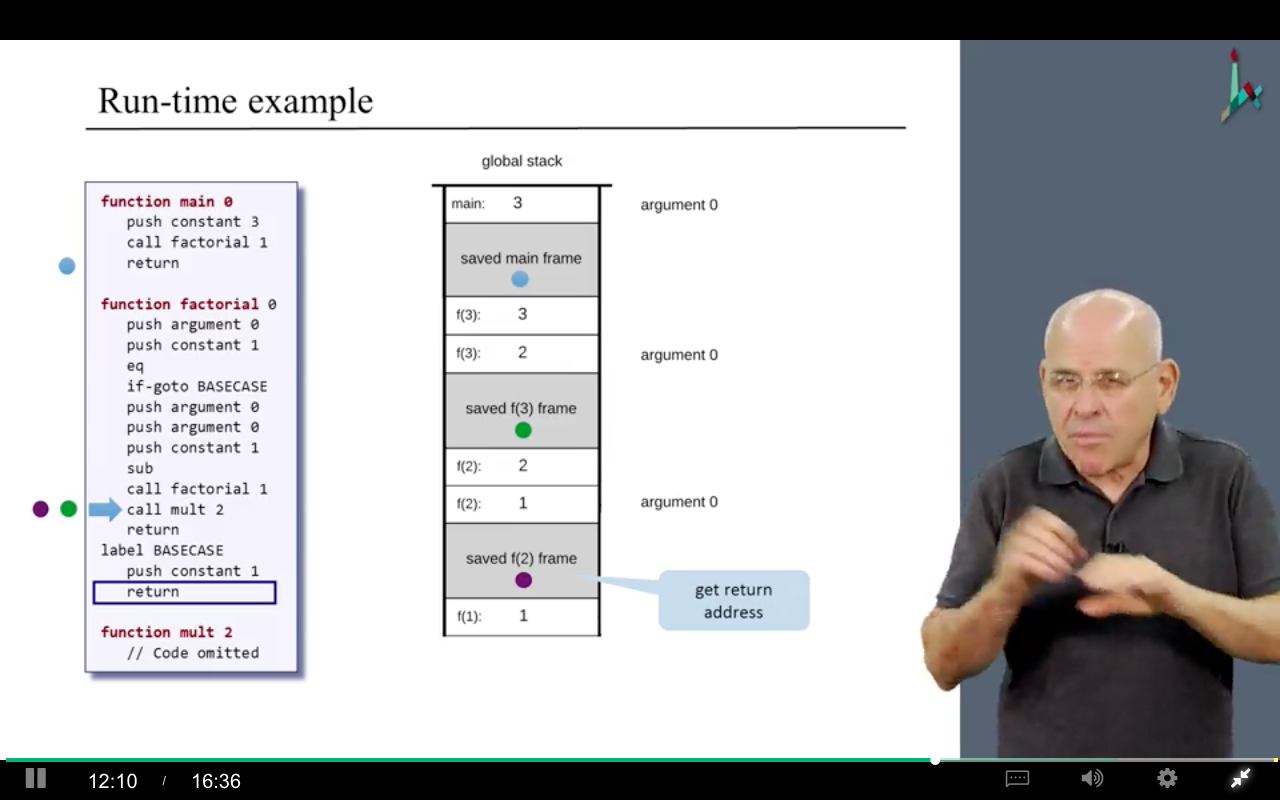 Run-time example
function main 0
push constant 3
call factorial 1
return
function factorial 0
push argument 0
push constant 1
eq
if-goto BASECASE
push argument 0
push argument 0
push constant 1
sub
call factorial 1
call mult 2
return
label BASECASE
push constant 1
return
function mult 2
// Code omitted
global stack
main: 3
argument 0
saved main frame
f(3): 3
f(3): 2
argument 0
saved f(3) frame
f(2): 2
f(2): 1
argument 0
saved f(2) frame
get return
address
f(1): 1
12:10 / 16:36